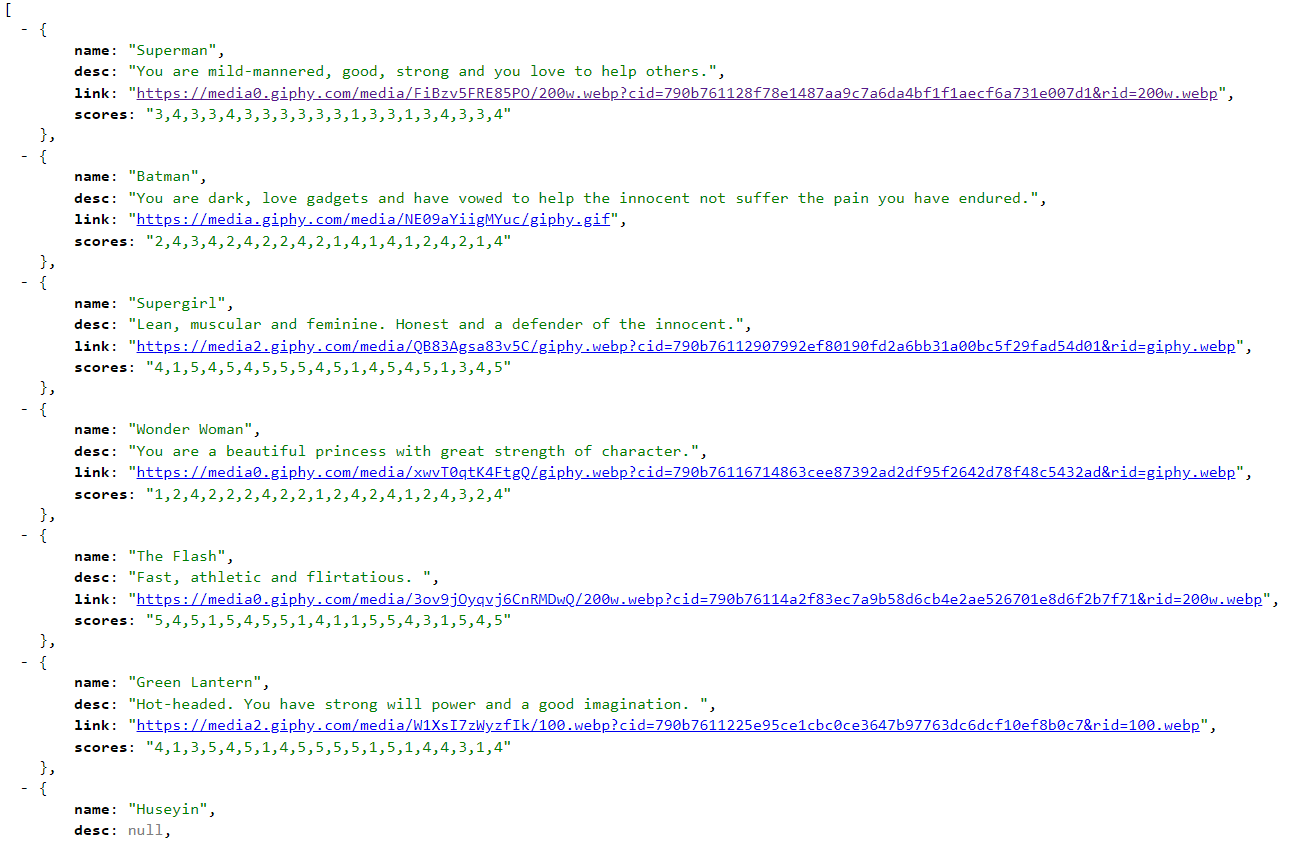 [
- {
name: "Superman",
desc: "You are mild-mannered, good, strong and you love to help others.",
link: "https://media0.giphy.com/media/FiBzv5FRE85PO/200w.webp?cid=790b761128f78e1487aa9c7a6da4bf1f1aecf6a731e007d1&rid=200w.webp",
scores: "3,4,3,3,4,3,3,3,3,3,3,1,3,3,1,3,4,3,3,4"
},
- {
name: "Batman",
desc: "You are dark, love gadgets and have vowed to help the innocent not suffer the pain you have endured.",
link: "https://media.giphy.com/media/NE09aYiigMYuc/giphy.gif",
scores: "2,4,3,4,2,4,2,2,4,2,1,4,1,4,1,2,4,2,1,4"
},
- {
name: "Supergirl",
desc: "Lean, muscular and feminine. Honest and a defender of the innocent.",
link: "https://media2.giphy.com/media/QB83Agsa83v5C/giphy.webp?cid=790b76112907992ef80190fd2a6bb31a00bc5f29fad54d01&rid=giphy.webp",
scores: "4,1,5,4,5,4,5,5,5,4,5,1,4,5,4,5,1,3,4,5"
},
- {
name: "Wonder Woman",
desc: "You are a beautiful princess with great strength of character.",
link: "https://media0.giphy.com/media/xwvT0qtK4FtgQ/giphy.webp?cid=790b76116714863cee87392ad2df95f2642d78f48c5432ad&rid=giphy.webp",
scores: "1,2,4,2,2,2,4,2,2,1,2,4,2,4,1,2,4,3,2,4"
},
- {
name: "The Flash",
desc: "Fast, athletic and flirtatious. ",
link: "https://media0.giphy.com/media/3ov9jOyqvj6CnRMDwQ/200w.webp?cid=790b76114a2f83ec7a9b58d6cb4e2ae526701e8d6f2b7f71&rid=200w.webp",
scores: "5,4,5,1,5,4,5,5,1,4,1,1,5,5,4,3,1,5,4,5"
},
- {
name: "Green Lantern",
desc: "Hot-headed. You have strong will power and a good imagination. ",
link: "https://media2.giphy.com/media/W1XsI7zWyzfIk/100.webp?cid=790b7611225e95ce1cbc0ce3647b97763dc6dcf10ef8b0c7&rid=100.webp",
scores: "4,1,3,5,4,5,1,4,5,5,5,5,1,5,1,4,4,3,1,4"
},
- {
name: "Huseyin",
desc: null,